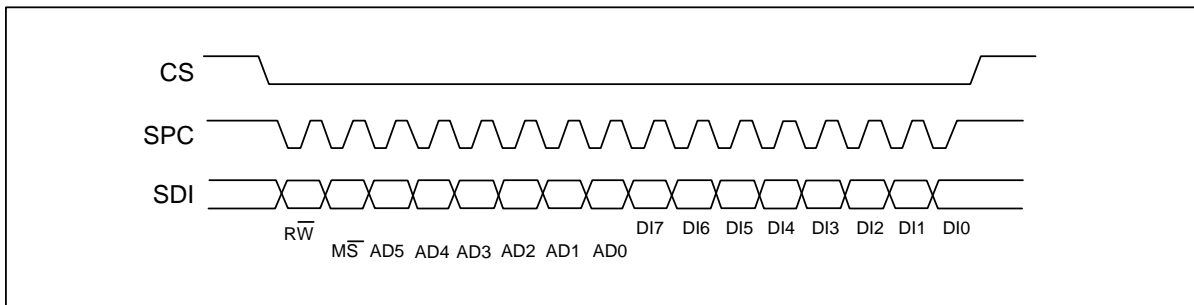 CS
SPC
SDI
RW̅ DI7 DI6 DI5 DI4 DI3 DI2 DI1 DI0
MS̅ AD5 AD4 AD3 AD2 AD1 AD0